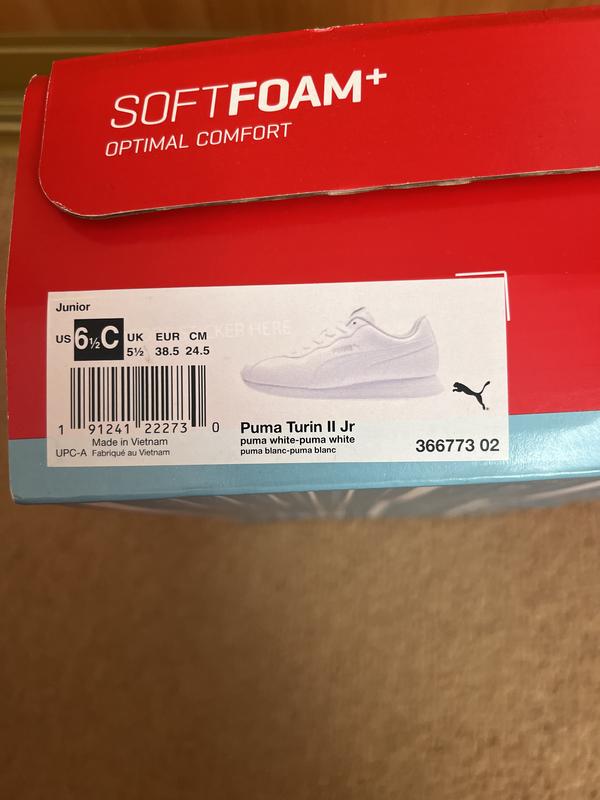 SOFTFOAM+
OPTIMAL COMFORT
Junior
US 6½C UK EUR CM
5½ 38.5 24.5
KER HERE
1 91241 22273 0
Made in Vietnam
UPC-A Fabriqué au Vietnam
Puma Turin II Jr
puma white-puma white
puma blanc-puma blanc
366773 02